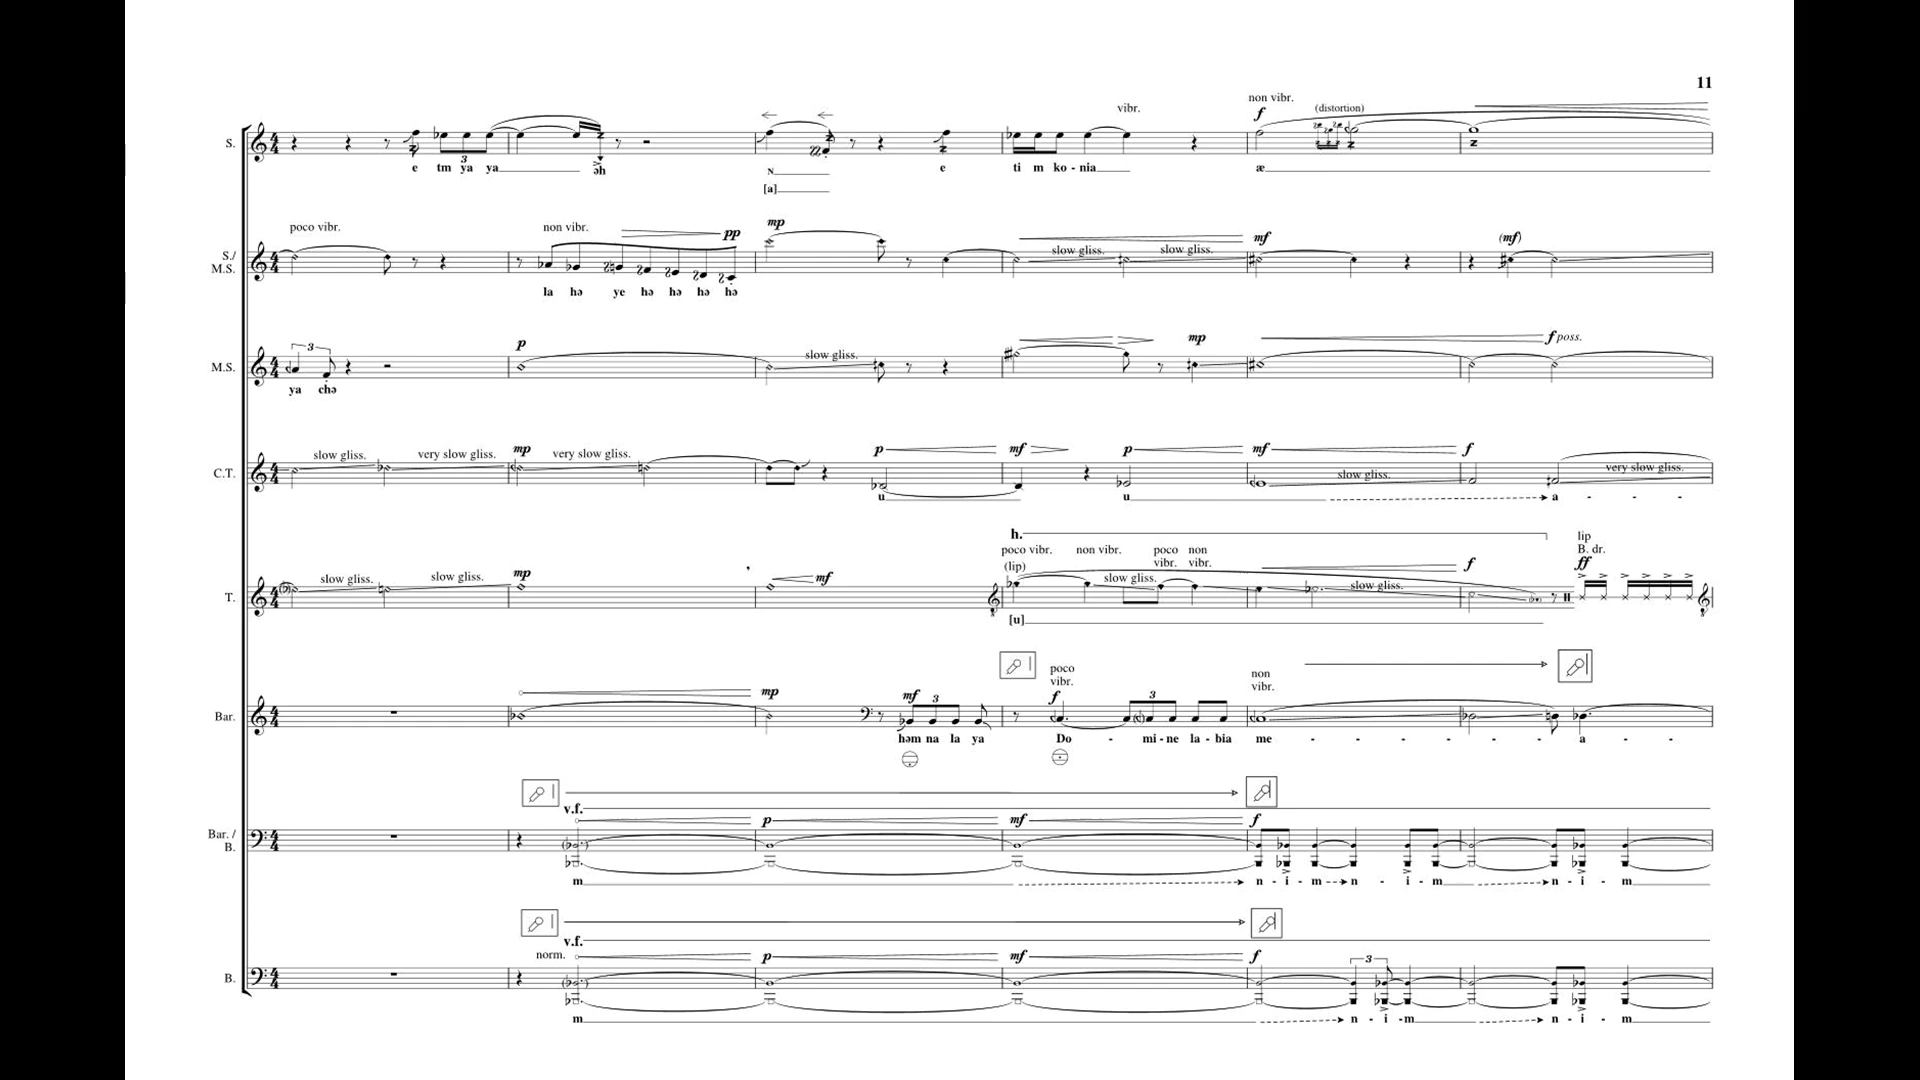 11
non vibr.
vibr.
f
(distortion)
S.
3
e tm ya ya əh
N
e
ti m ko - nia
æ
[a]
poco vibr.
non vibr.
pp
mp
mf
(mf)
S./
M.S.
slow gliss.
slow gliss.
la hə ye hə hə hə hə
3
p
slow gliss.
mp
f poss.
M.S.
ya chə
slow gliss.
very slow gliss.
mp
very slow gliss.
p
mf
p
mf
f
C.T.
slow gliss.
very slow gliss.
u
u
a - - -
h.
poco vibr.
non vibr.
poco
vibr.
non
vibr.
lip
B. dr.
(lip)
slow gliss.
slow gliss.
mp
mf
slow gliss.
slow gliss.
f
ff
T.
[u]
poco
vibr.
non
vibr.
mp
mf
3
f
3
Bar.
həm na la ya
Do - mi - ne la - bia
me - - - - - - - a - -
v.f.
p
mf
f
Bar. /
B.
m
n - i - m n - i - m n - i - m
v.f.
norm.
p
mf
f
3
B.
m
n - i - m n - i - m